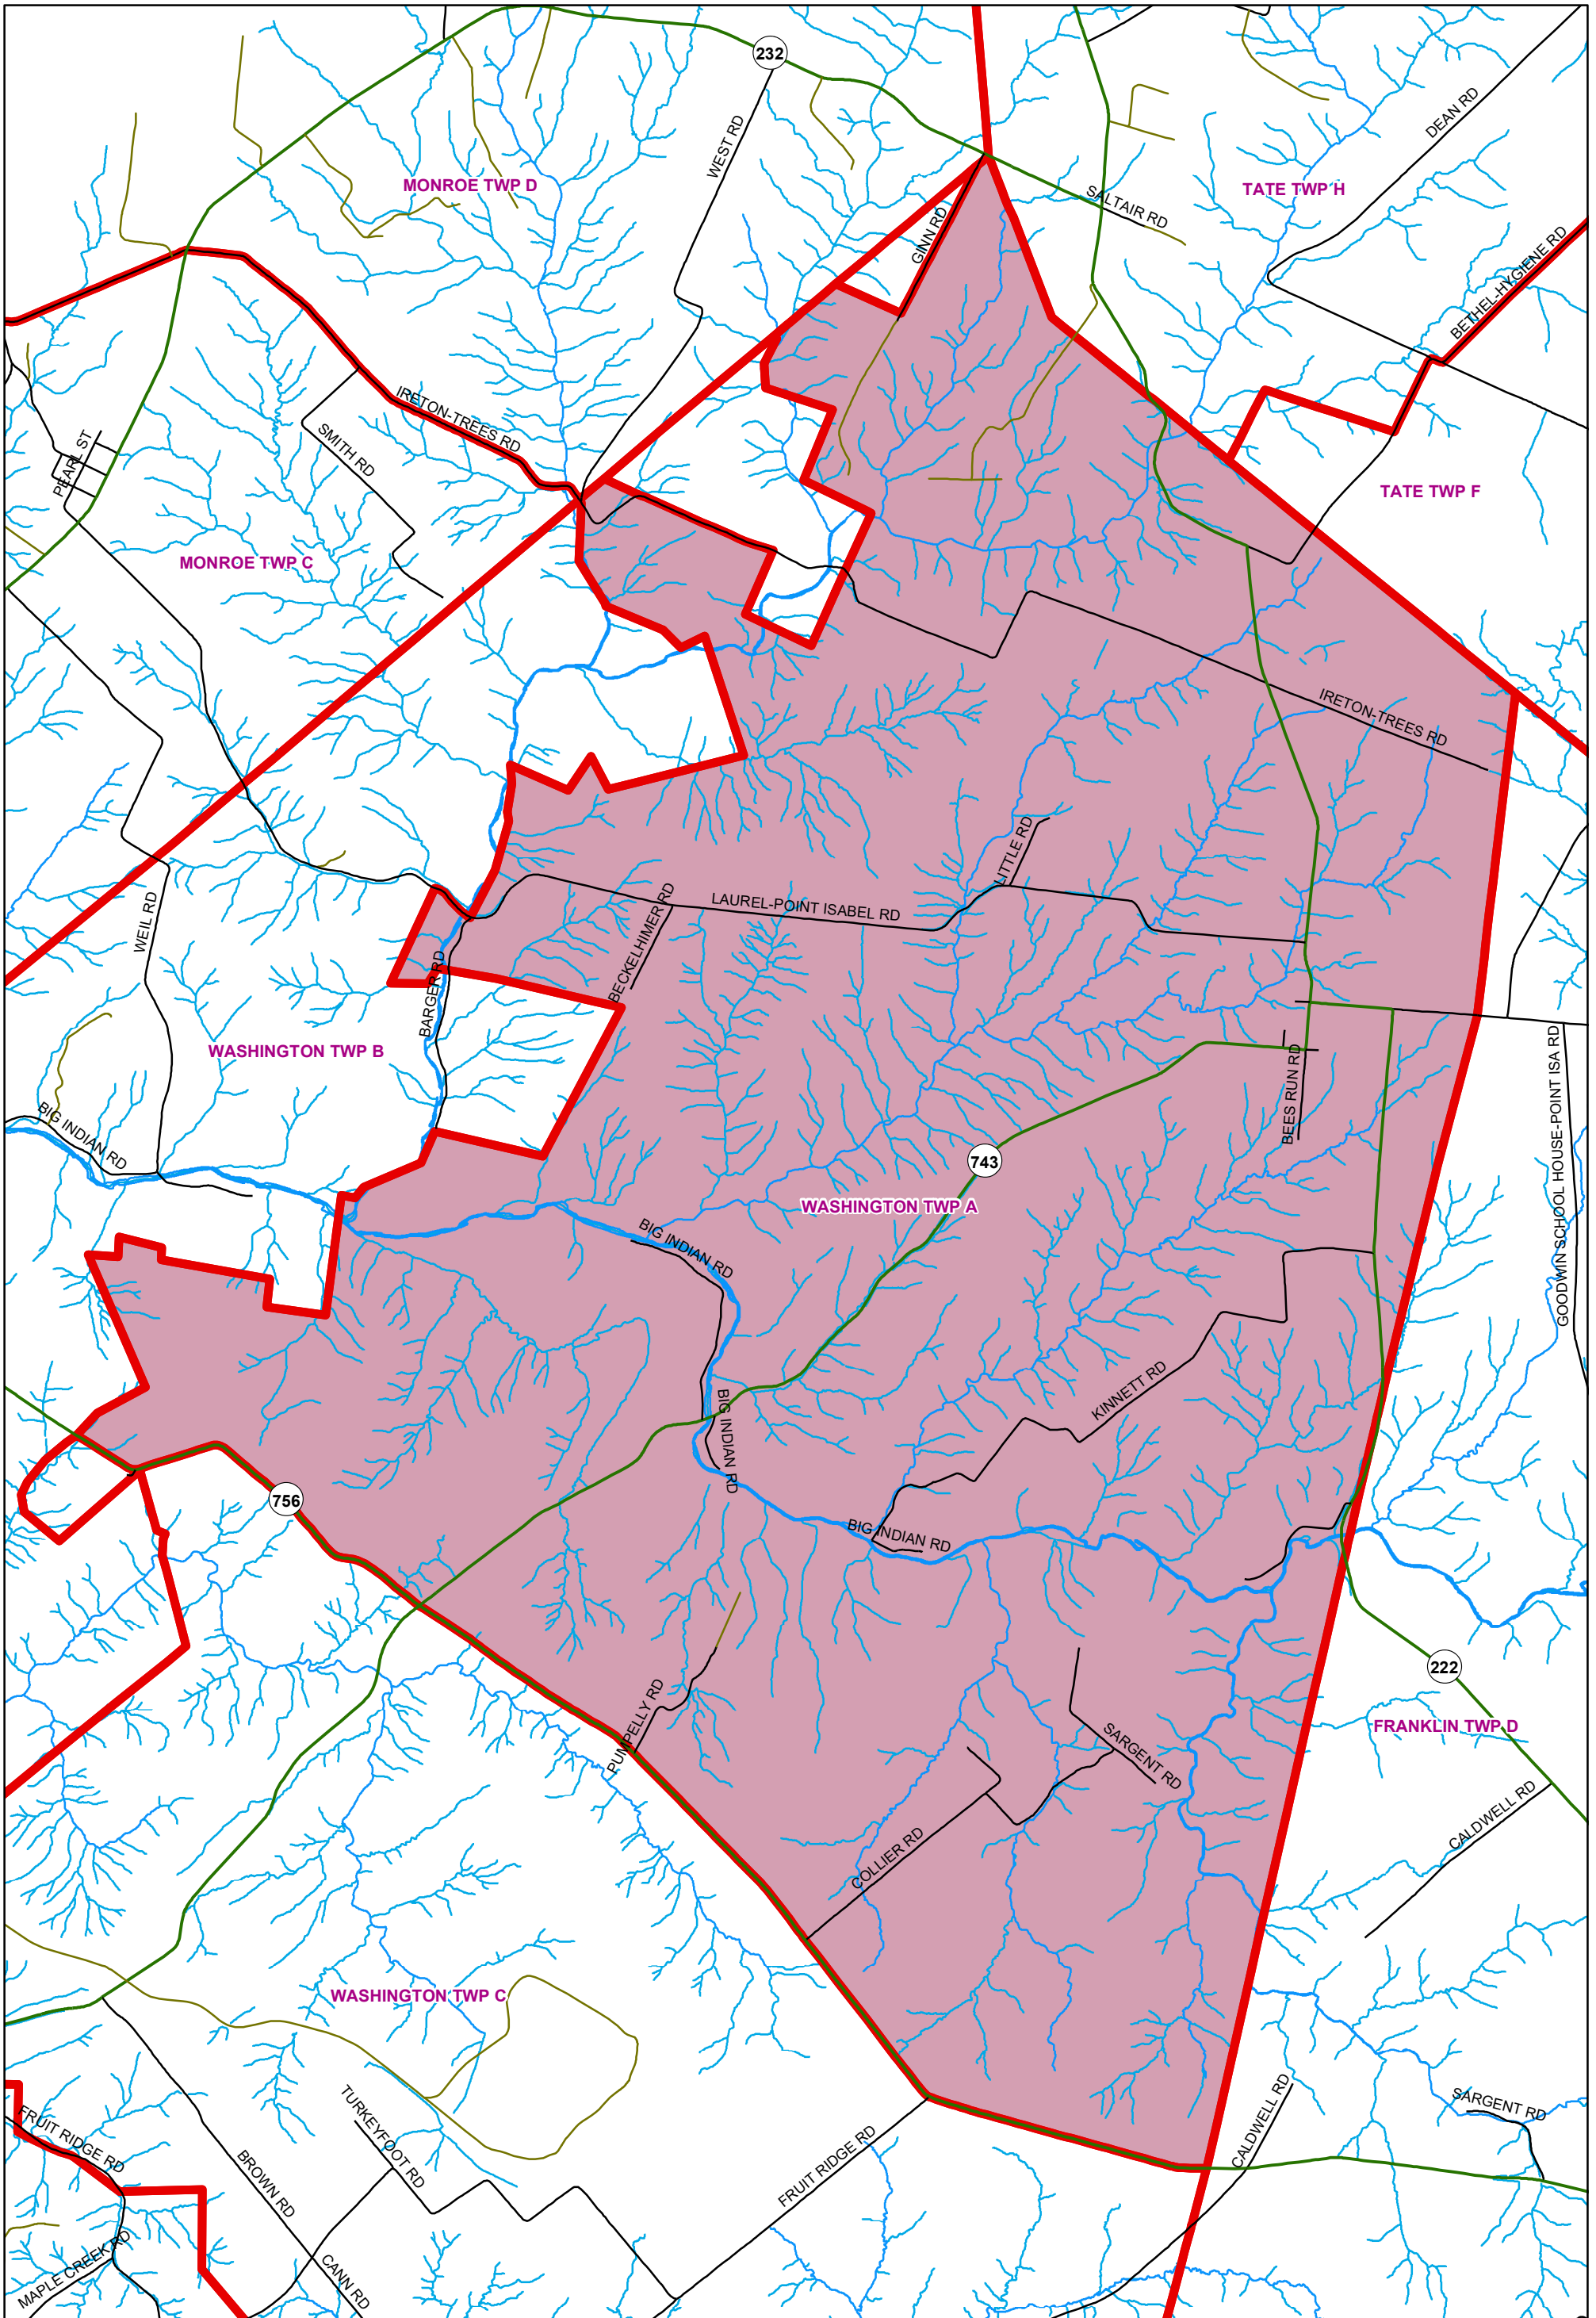 232
WEST RD
DEAN RD
MONROE TWP D
TATE TWP H
SALTAIR RD
GINN RD
BETHEL-HYGIENE RD
IRETON-TREES RD
SMITH RD
PEARL ST
TATE TWP F
MONROE TWP C
IRETON-TREES RD
LITTLE RD
LAUREL-POINT ISABEL RD
WEIL RD
BECKELHIMER RD
BARGER RD
WASHINGTON TWP B
BEES RUN RD
GOODWIN SCHOOL HOUSE-POINT ISA RD
BIG INDIAN RD
743
WASHINGTON TWP A
BIG INDIAN RD
KINNETT RD
BIG INDIAN RD
756
BIG INDIAN RD
222
PUMPELLY RD
FRANKLIN TWP D
SARGENT RD
CALDWELL RD
COLLIER RD
WASHINGTON TWP C
TURKEYFOOT RD
CALDWELL RD
SARGENT RD
FRUIT RIDGE RD
BROWN RD
FRUIT RIDGE RD
MAPLE CREEK RD
CANN RD